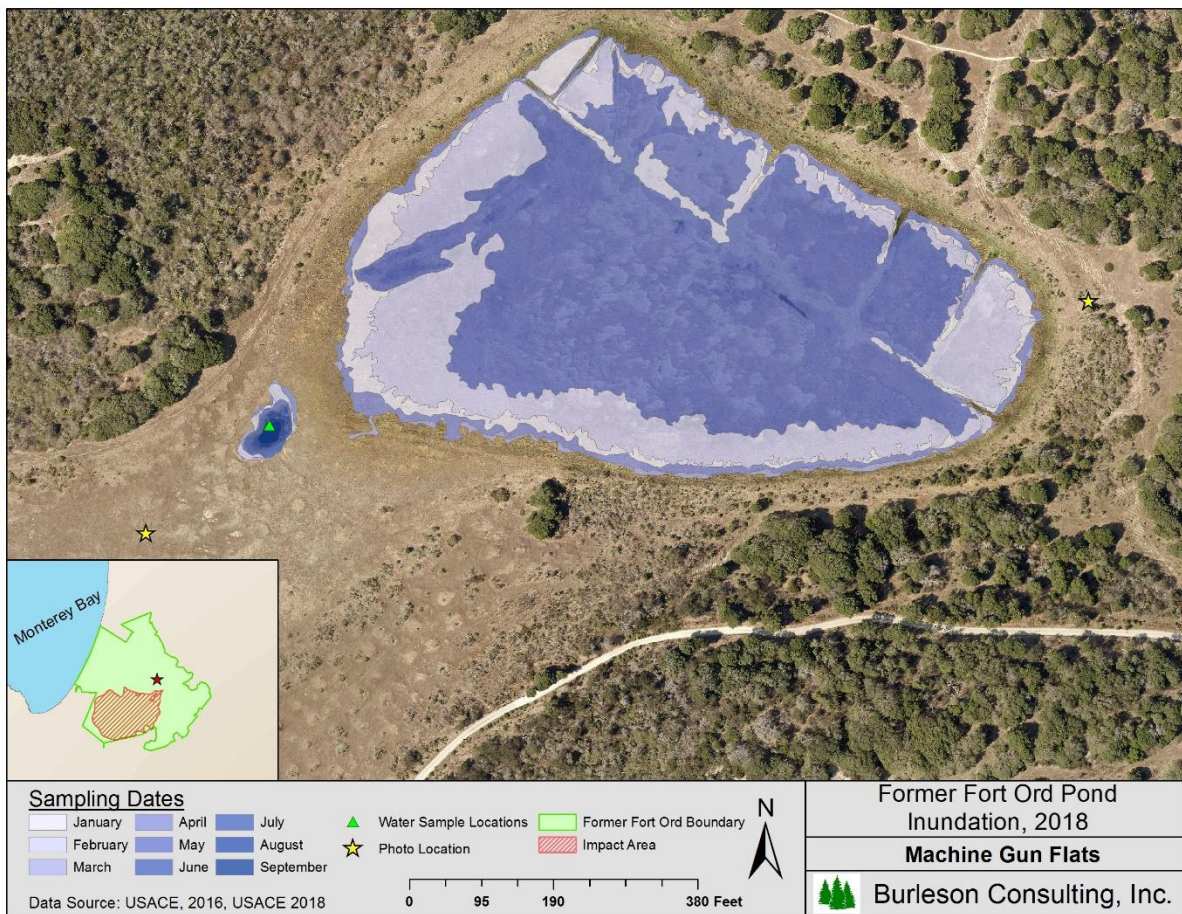 Monterey Bay
Sampling Dates
January
February
March
April
May
June
July
August
September
Water Sample Locations
Photo Location
Former Fort Ord Boundary
Impact Area
N
Data Source: USACE, 2016, USACE 2018
0 95 190 380 Feet
Former Fort Ord Pond
Inundation, 2018
Machine Gun Flats
Burleson Consulting, Inc.